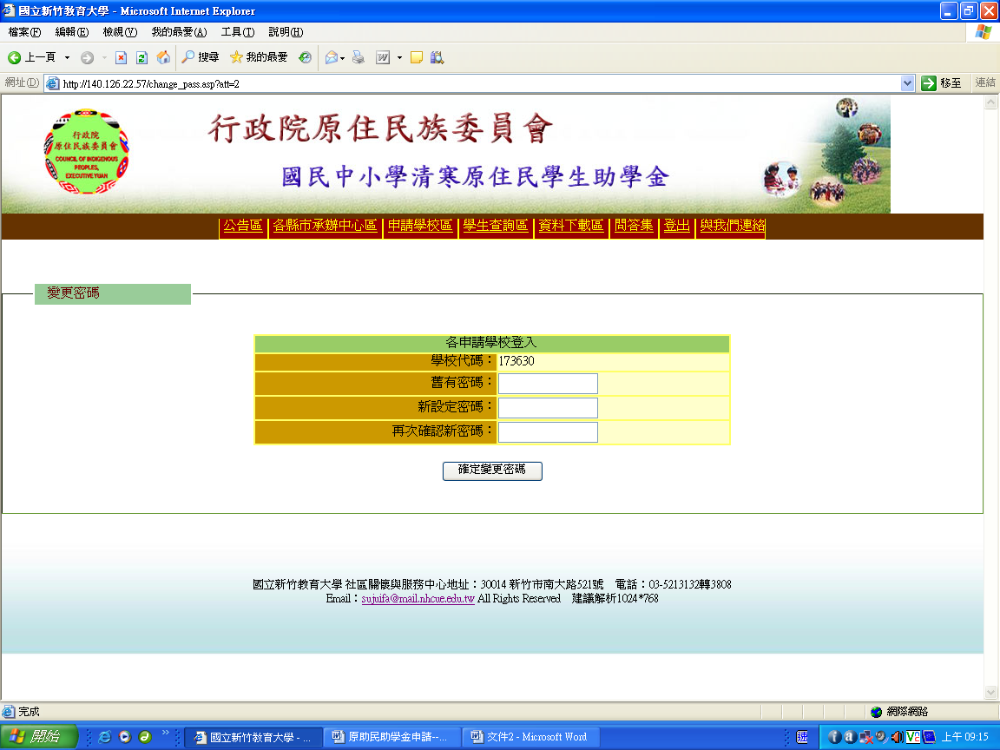 國立新竹教育大學 - Microsoft Internet Explorer
檔案(F) 編輯(E) 檢視(V) 我的最愛(A) 工具(T) 說明(H)
上一頁 搜尋 我的最愛
網址(D) http://140.126.22.57/change_pass.asp?att=2 移至 連結
行政院
原住民族委員會
COUNCIL OF INDIGENOUS
PEOPLES,
EXECUTIVE YUAN
行政院原住民族委員會
國民中小學清寒原住民學生助學金
公告區 各縣市承辦中心區 申請學校區 學生查詢區 資料下載區 問答集 登出 與我們連絡
變更密碼
各申請學校登入
學校代碼：173630
舊有密碼：
新設定密碼：
再次確認新密碼：
確定變更密碼
國立新竹教育大學 社區關懷與服務中心地址：30014 新竹市南大路521號 電話：03-5213132轉3808
Email：sujuifa@mail.nhcue.edu.tw All Rights Reserved 建議解析1024*768
完成 網際網路
開始 國立新竹教育大學 - ... 原助民助學金申請--... 文件2 - Microsoft Word 上午 09:15